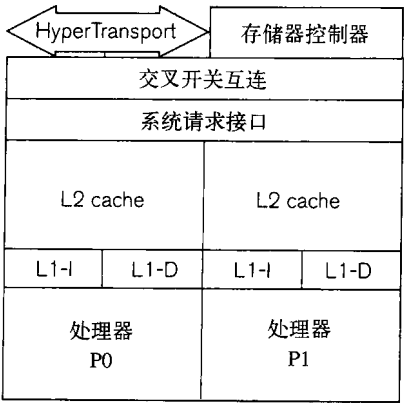 HyperTransport 存储器控制器
交叉开关互连
系统请求接口
L2 cache L2 cache
L1-I L1-D L1-I L1-D
处理器 处理器
P0 P1